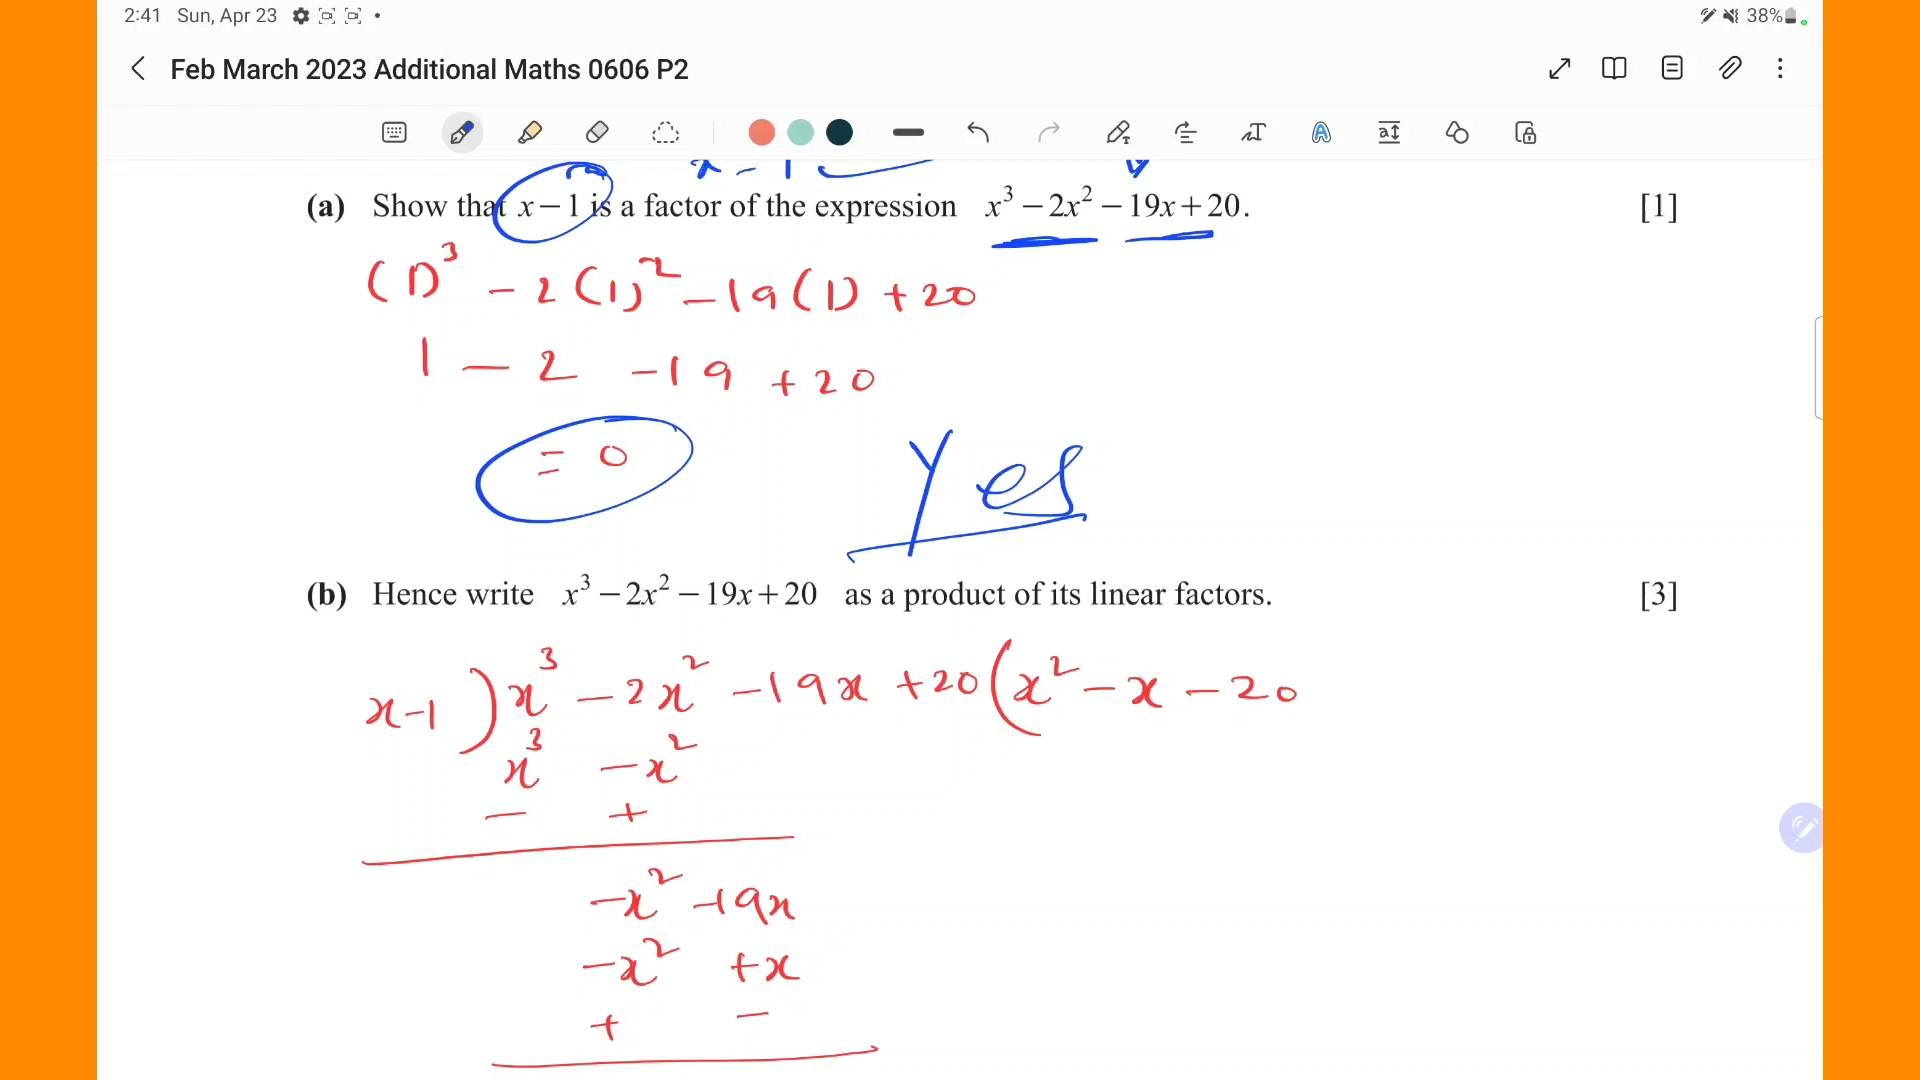 2:41 Sun, Apr 23 38%
Feb March 2023 Additional Maths 0606 P2
x - 1
(a) Show that x − 1 is a factor of the expression x³ − 2x² − 19x + 20. [1]
(1)³ - 2(1)² - 19(1) + 20
1 - 2 - 19 + 20
= 0
Yes
(b) Hence write x³ − 2x² − 19x + 20 as a product of its linear factors. [3]
x-1 ) x³ - 2x² - 19x + 20 ( x² - x - 20
x³ - x²
- +
-x² - 19x
-x² + x
+ -